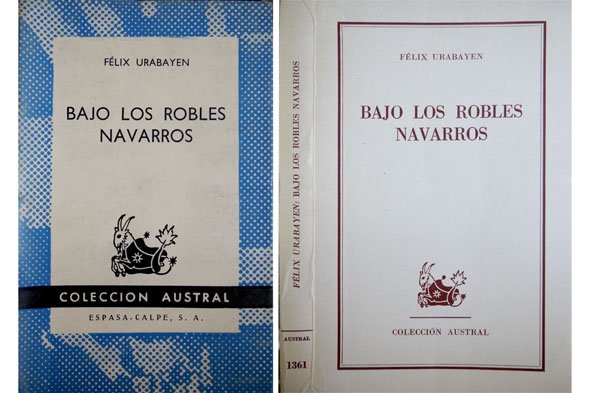 FÉLIX URABAYEN
BAJO LOS ROBLES
NAVARROS
COLECCION AUSTRAL
ESPASA-CALPE, S. A.
FÉLIX URABAYEN: BAJO LOS ROBLES NAVARROS
AUSTRAL
1361
FÉLIX URABAYEN
BAJO LOS ROBLES
NAVARROS
COLECCIÓN AUSTRAL